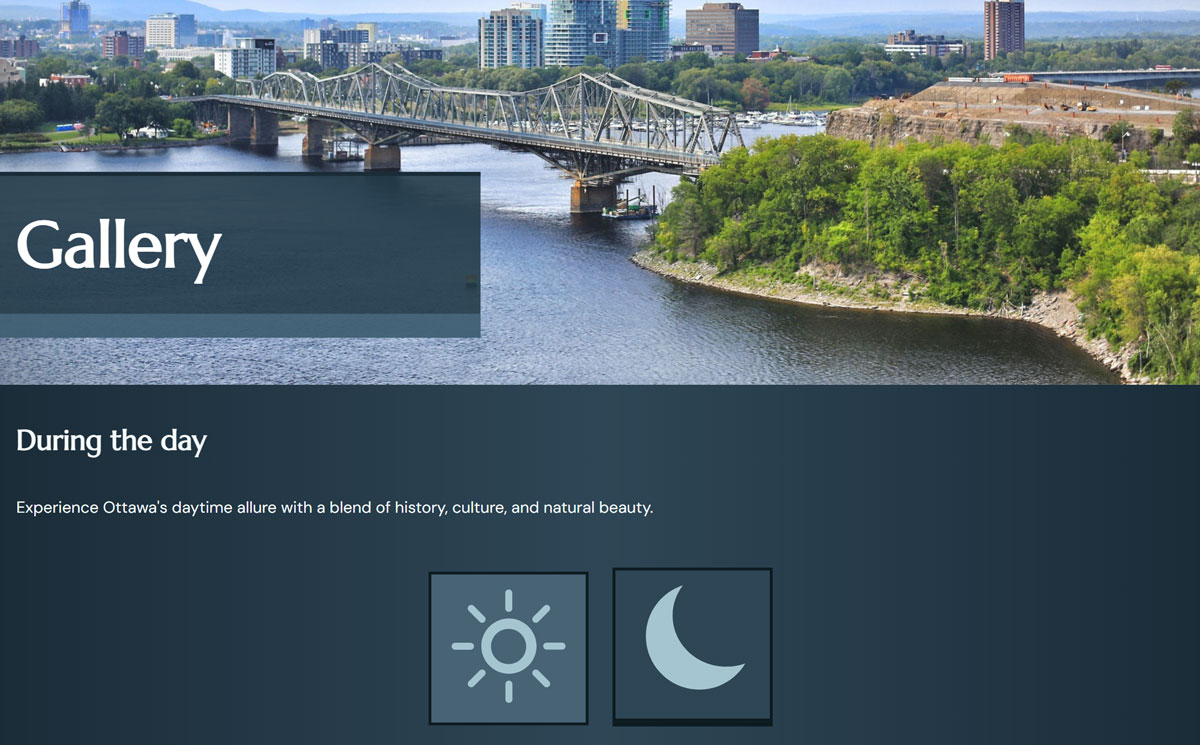 Gallery
During the day
Experience Ottawa's daytime allure with a blend of history, culture, and natural beauty.